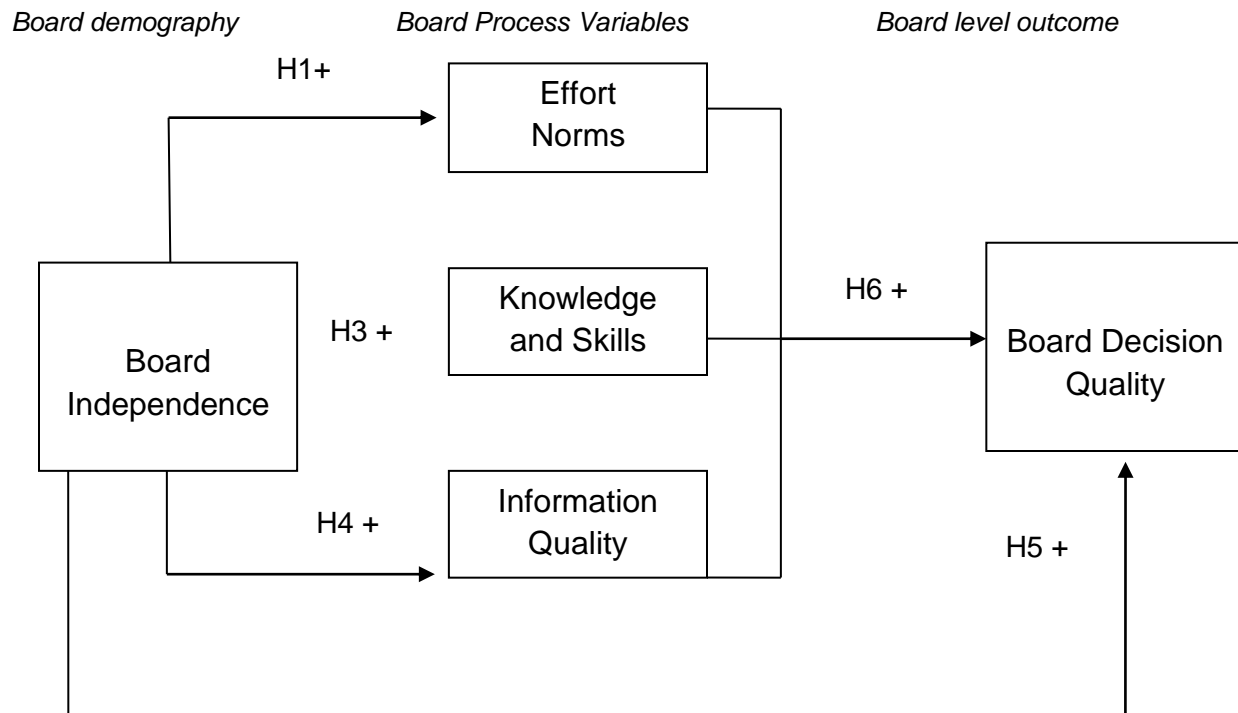 Board demography
Board Process Variables
Board level outcome
H1+
Effort
Norms
H3 +
Knowledge
and Skills
H6 +
Board
Independence
Board Decision
Quality
H4 +
Information
Quality
H5 +